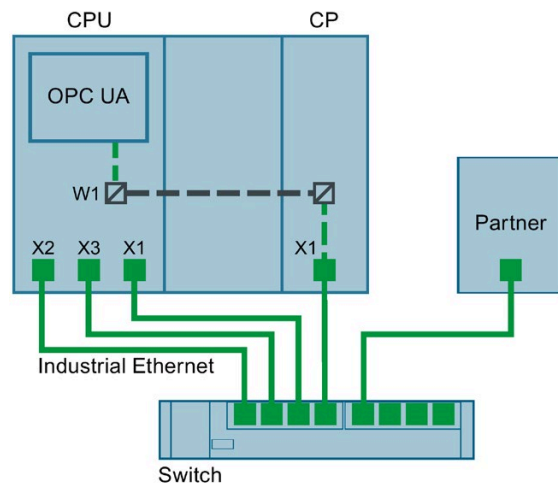 CPU
CP
OPC UA
W1
Partner
X2
X3
X1
X1
Industrial Ethernet
Switch